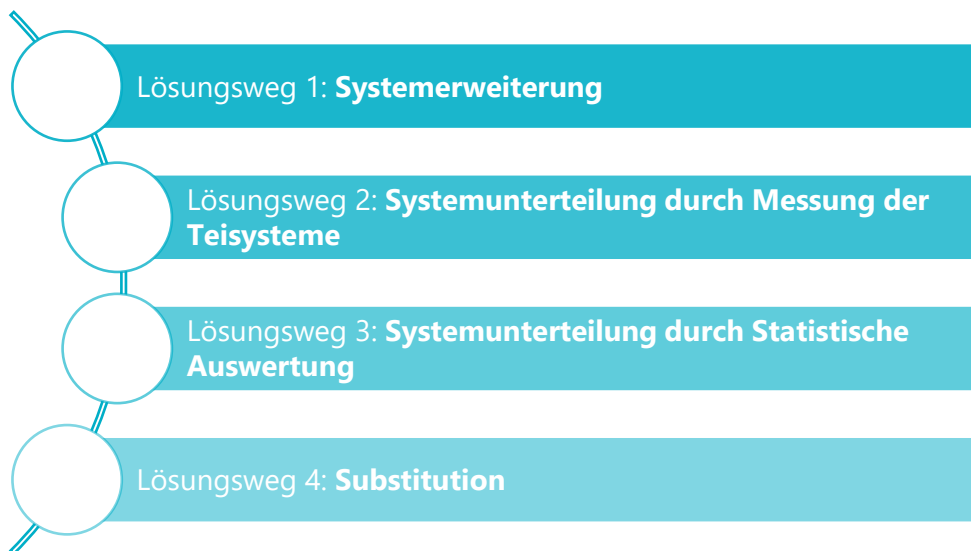 Lösungsweg 1: Systemerweiterung
Lösungsweg 2: Systemunterteilung durch Messung der
Teisysteme
Lösungsweg 3: Systemunterteilung durch Statistische
Auswertung
Lösungsweg 4: Substitution